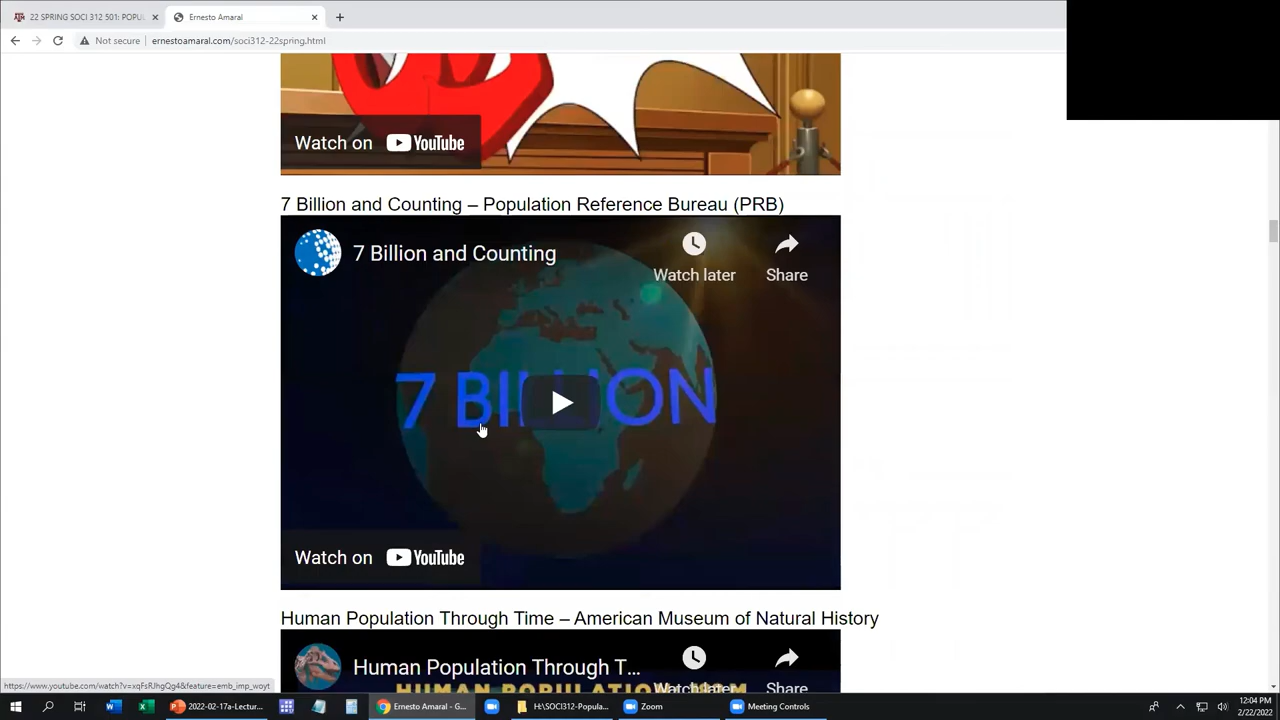 22 SPRING SOCI 312 501: POPUL
Ernesto Amaral
Not secure
ernestoamaral.com/soci312-22spring.html
Watch on YouTube
7 Billion and Counting – Population Reference Bureau (PRB)
7 Billion and Counting
Watch later
Share
7 BILLION
Watch on YouTube
Human Population Through Time – American Museum of Natural History
Human Population Through T...
Watch later
Share
https://www.youtube.com/watch?v=xqFsRJhgQg4&feature=emb_imp_woyt
2022-02-17a-Lectur...
Ernesto Amaral - G...
H:\SOCI312-Popula...
Zoom
Meeting Controls
12:04 PM
2/22/2022